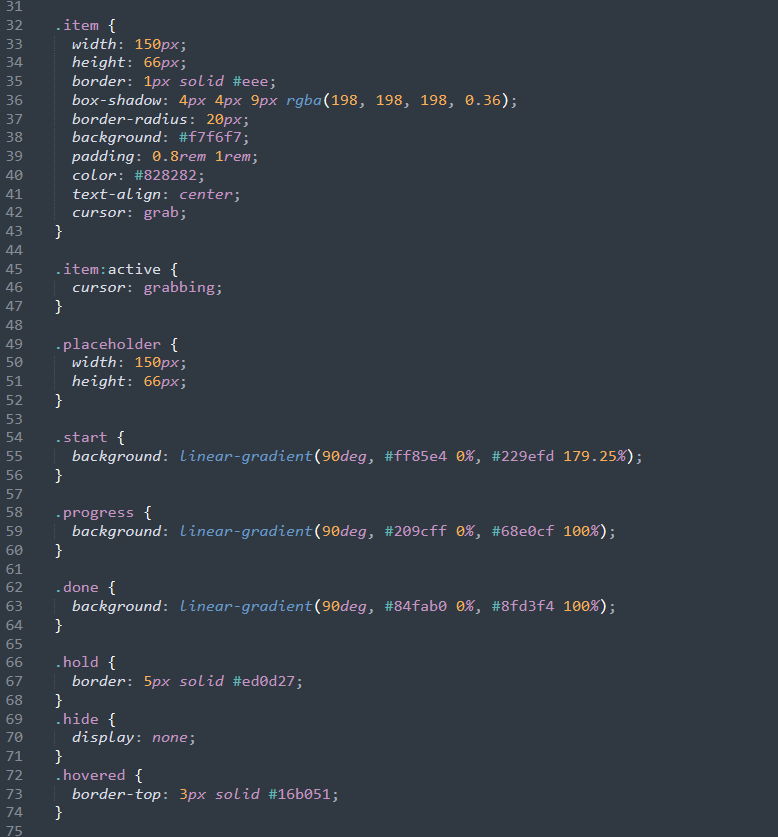 31
32 .item {
33 width: 150px;
34 height: 66px;
35 border: 1px solid #eee;
36 box-shadow: 4px 4px 9px rgba(198, 198, 198, 0.36);
37 border-radius: 20px;
38 background: #f7f6f7;
39 padding: 0.8rem 1rem;
40 color: #828282;
41 text-align: center;
42 cursor: grab;
43 }
44
45 .item:active {
46 cursor: grabbing;
47 }
48
49 .placeholder {
50 width: 150px;
51 height: 66px;
52 }
53
54 .start {
55 background: linear-gradient(90deg, #ff85e4 0%, #229efd 179.25%);
56 }
57
58 .progress {
59 background: linear-gradient(90deg, #209cff 0%, #68e0cf 100%);
60 }
61
62 .done {
63 background: linear-gradient(90deg, #84fab0 0%, #8fd3f4 100%);
64 }
65
66 .hold {
67 border: 5px solid #ed0d27;
68 }
69 .hide {
70 display: none;
71 }
72 .hovered {
73 border-top: 3px solid #16b051;
74 }
75